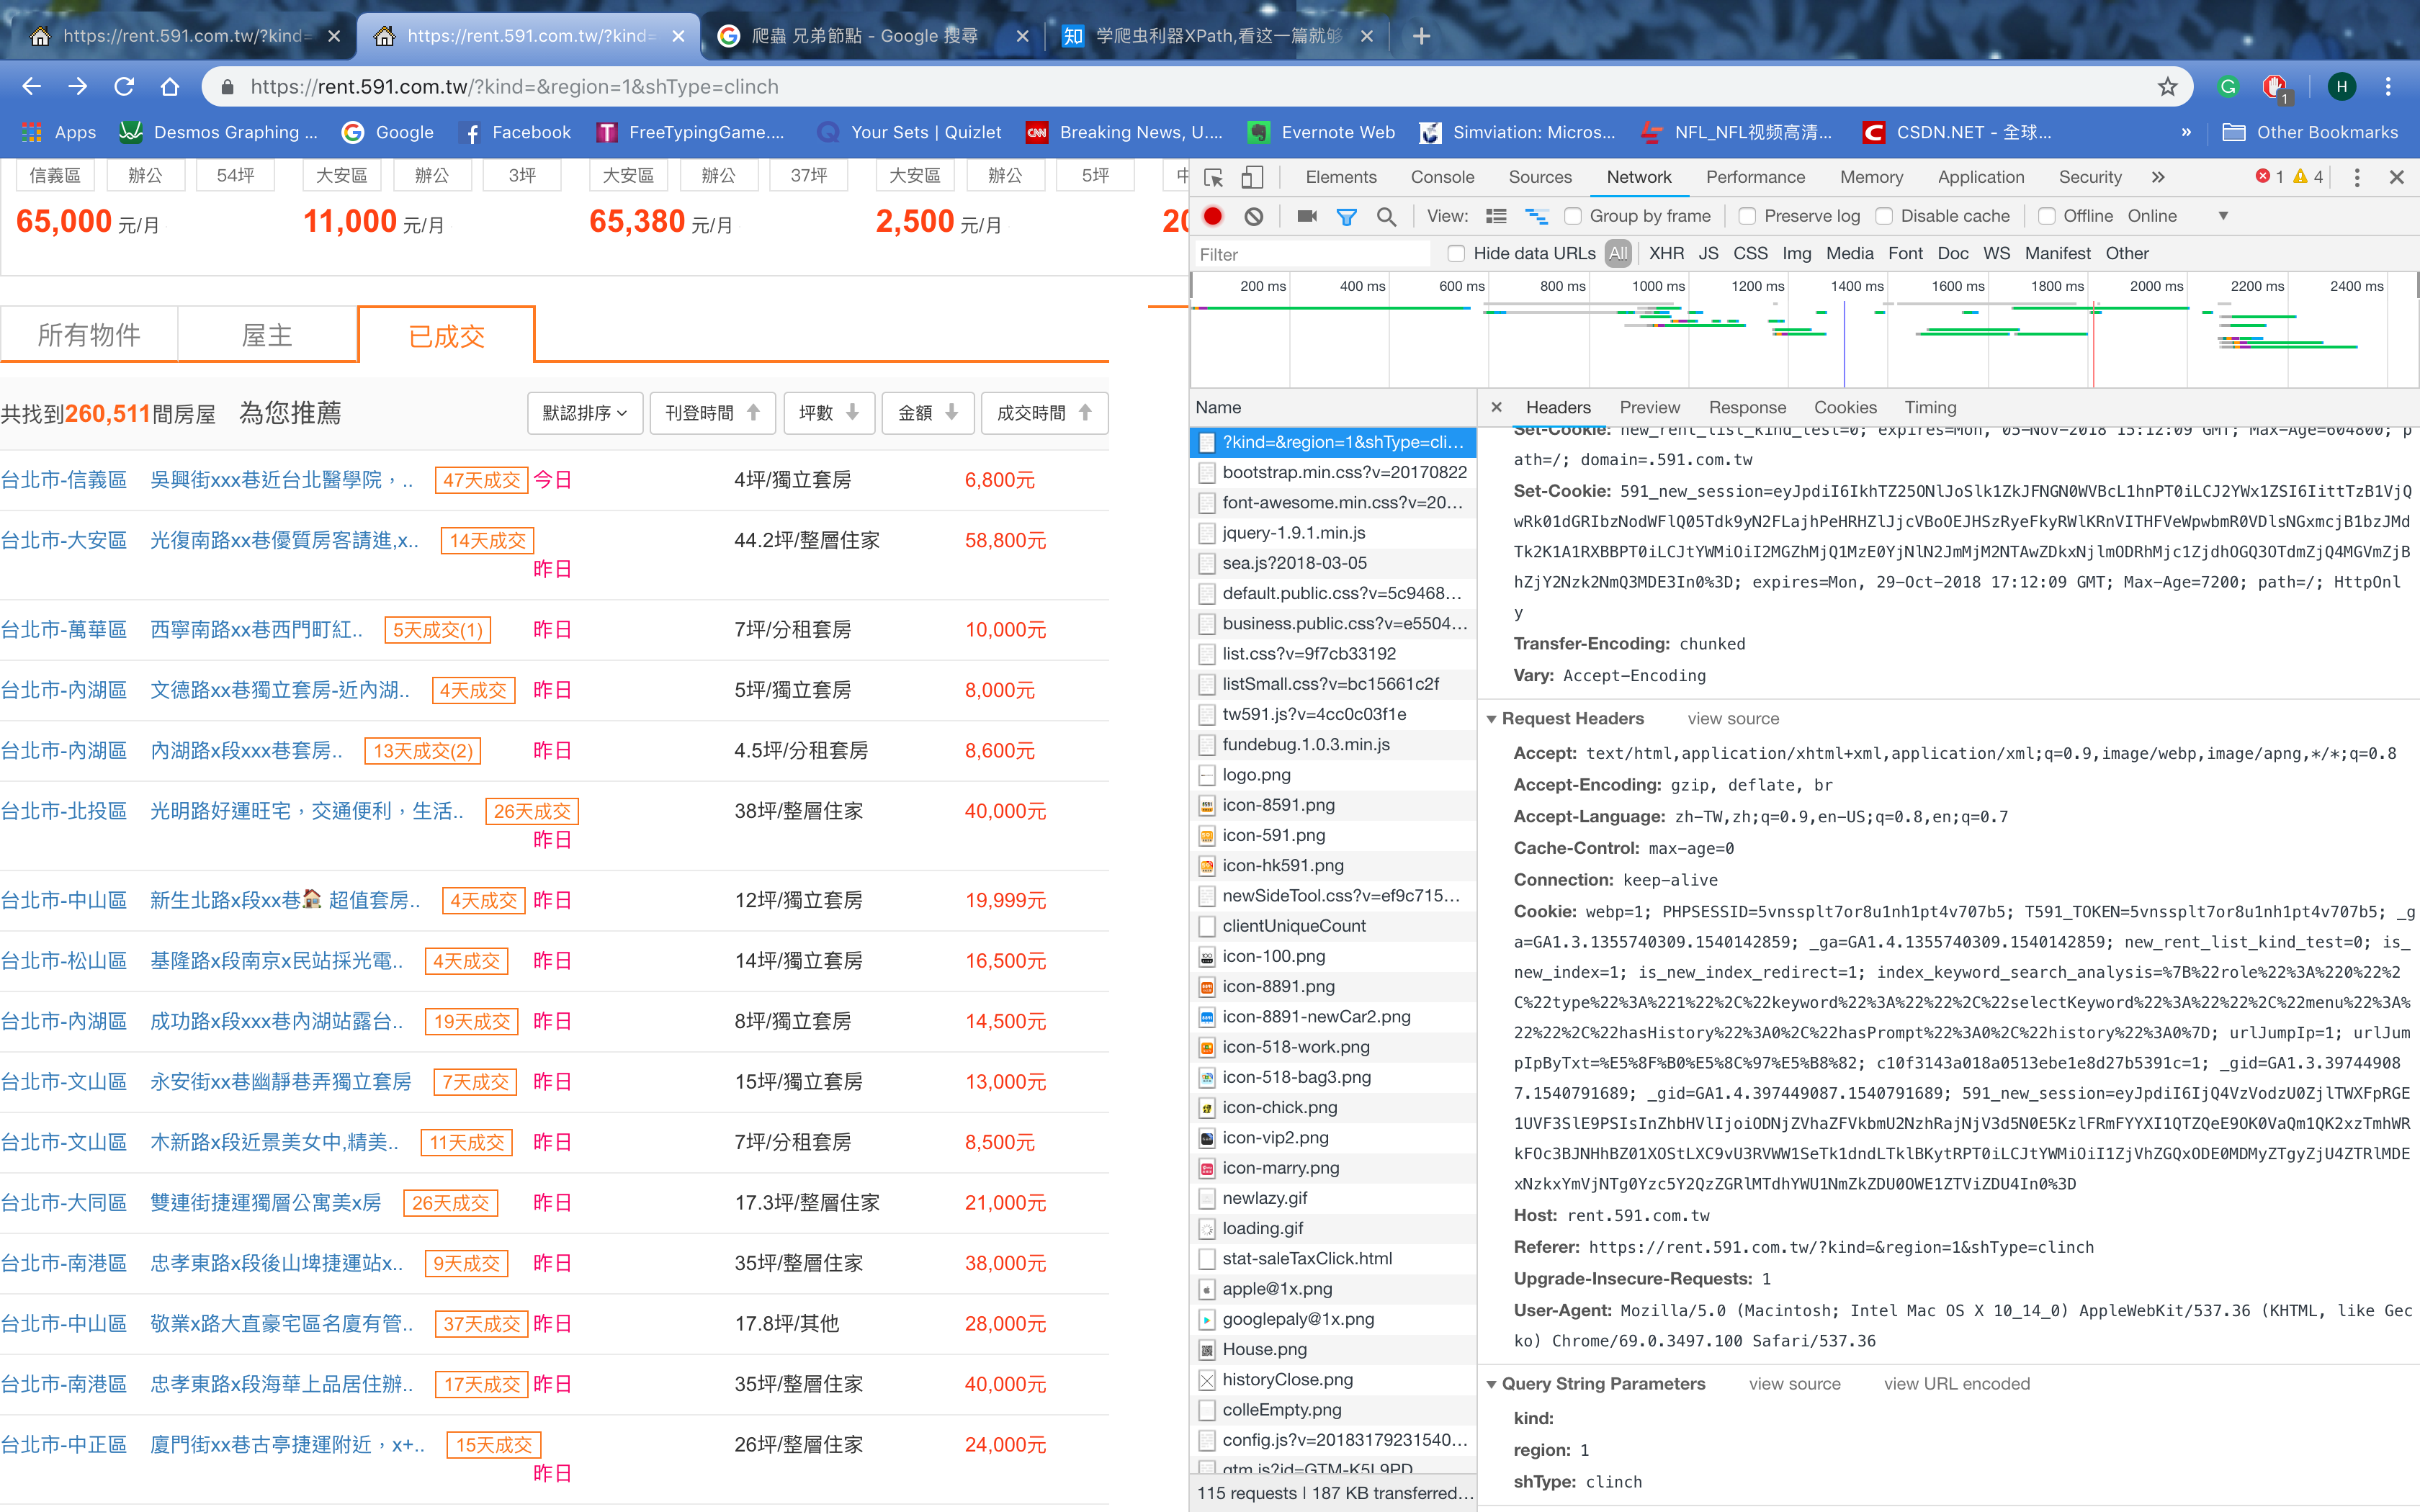 https://rent.591.com.tw/?kind=
https://rent.591.com.tw/?kind=
爬蟲 兄弟節點 - Google 搜尋
学爬虫利器XPath,看这一篇就够
https://rent.591.com.tw/?kind=&region=1&shType=clinch
Apps
Desmos Graphing ...
Google
Facebook
FreeTypingGame....
Your Sets | Quizlet
Breaking News, U....
Evernote Web
Simviation: Micros...
NFL_NFL视频高清...
CSDN.NET - 全球...
Other Bookmarks
信義區 辦公 54坪 大安區 辦公 3坪 大安區 辦公 37坪 大安區 辦公 5坪
65,000 元/月 11,000 元/月 65,380 元/月 2,500 元/月
所有物件 屋主 已成交
共找到260,511間房屋 為您推薦 默認排序 刊登時間 坪數 金額 成交時間
台北市-信義區 吳興街xxx巷近台北醫學院，.. 47天成交 今日 4坪/獨立套房 6,800元
台北市-大安區 光復南路xx巷優質房客請進,x.. 14天成交 44.2坪/整層住家 58,800元
昨日
台北市-萬華區 西寧南路xx巷西門町紅.. 5天成交(1) 昨日 7坪/分租套房 10,000元
台北市-內湖區 文德路xx巷獨立套房-近內湖.. 4天成交 昨日 5坪/獨立套房 8,000元
台北市-內湖區 內湖路x段xxx巷套房.. 13天成交(2) 昨日 4.5坪/分租套房 8,600元
台北市-北投區 光明路好運旺宅，交通便利，生活.. 26天成交 38坪/整層住家 40,000元
昨日
台北市-中山區 新生北路x段xx巷🏠 超值套房.. 4天成交 昨日 12坪/獨立套房 19,999元
台北市-松山區 基隆路x段南京x民站採光電.. 4天成交 昨日 14坪/獨立套房 16,500元
台北市-內湖區 成功路x段xxx巷內湖站露台.. 19天成交 昨日 8坪/獨立套房 14,500元
台北市-文山區 永安街xx巷幽靜巷弄獨立套房 7天成交 昨日 15坪/獨立套房 13,000元
台北市-文山區 木新路x段近景美女中,精美.. 11天成交 昨日 7坪/分租套房 8,500元
台北市-大同區 雙連街捷運獨層公寓美x房 26天成交 昨日 17.3坪/整層住家 21,000元
台北市-南港區 忠孝東路x段後山埤捷運站x.. 9天成交 昨日 35坪/整層住家 38,000元
台北市-中山區 敬業x路大直豪宅區名廈有管.. 37天成交 昨日 17.8坪/其他 28,000元
台北市-南港區 忠孝東路x段海華上品居住辦.. 17天成交 昨日 35坪/整層住家 40,000元
台北市-中正區 廈門街xx巷古亭捷運附近，x+.. 15天成交 26坪/整層住家 24,000元
昨日
Elements Console Sources Network Performance Memory Application Security » 1 4
View: Group by frame Preserve log Disable cache Offline Online
Filter Hide data URLs All XHR JS CSS Img Media Font Doc WS Manifest Other
200 ms 400 ms 600 ms 800 ms 1000 ms 1200 ms 1400 ms 1600 ms 1800 ms 2000 ms 2200 ms 2400 ms
Name
?kind=&region=1&shType=cli...
bootstrap.min.css?v=20170822
font-awesome.min.css?v=20...
jquery-1.9.1.min.js
sea.js?2018-03-05
default.public.css?v=5c9468...
business.public.css?v=e5504...
list.css?v=9f7cb33192
listSmall.css?v=bc15661c2f
tw591.js?v=4cc0c03f1e
fundebug.1.0.3.min.js
logo.png
icon-8591.png
icon-591.png
icon-hk591.png
newSideTool.css?v=ef9c715...
clientUniqueCount
icon-100.png
icon-8891.png
icon-8891-newCar2.png
icon-518-work.png
icon-518-bag3.png
icon-chick.png
icon-vip2.png
icon-marry.png
newlazy.gif
loading.gif
stat-saleTaxClick.html
apple@1x.png
googlepaly@1x.png
House.png
historyClose.png
colleEmpty.png
config.js?v=20183179231540...
gtm.js?id=GTM-K5L9PD
115 requests | 187 KB transferred...
Headers Preview Response Cookies Timing
Set-Cookie: new_rent_list_kind_test=0; expires=Mon, 05-Nov-2018 15:12:09 GMT; Max-Age=604800; p
ath=/; domain=.591.com.tw
Set-Cookie: 591_new_session=eyJpdiI6IkhTZ25ONlJoSlk1ZkJFNGN0WVBcL1hnPT0iLCJ2YWx1ZSI6IittTzB1VjQ
wRk01dGRIbzNodWFlQ05Tdk9yN2FLajhPeHRHZlJjcVBoOEJHSzRyeFkyRWlKRnVITHFVeWpwbmR0VDlsNGxmcjB1bzJMd
Tk2K1A1RXBBPT0iLCJtYWMiOiI2MGZhMjQ1MzE0YjNlN2JmMjM2NTAwZDkxNjlmODRhMjc1ZjdhOGQ3OTdmZjQ4MGVmZjB
hZjY2Nzk2NmQ3MDE3In0%3D; expires=Mon, 29-Oct-2018 17:12:09 GMT; Max-Age=7200; path=/; HttpOnl
y
Transfer-Encoding: chunked
Vary: Accept-Encoding
Request Headers view source
Accept: text/html,application/xhtml+xml,application/xml;q=0.9,image/webp,image/apng,*/*;q=0.8
Accept-Encoding: gzip, deflate, br
Accept-Language: zh-TW,zh;q=0.9,en-US;q=0.8,en;q=0.7
Cache-Control: max-age=0
Connection: keep-alive
Cookie: webp=1; PHPSESSID=5vnssplt7or8u1nh1pt4v707b5; T591_TOKEN=5vnssplt7or8u1nh1pt4v707b5; _g
a=GA1.3.1355740309.1540142859; _ga=GA1.4.1355740309.1540142859; new_rent_list_kind_test=0; is_
new_index=1; is_new_index_redirect=1; index_keyword_search_analysis=%7B%22role%22%3A%220%22%2
C%22type%22%3A%221%22%2C%22keyword%22%3A%22%22%2C%22selectKeyword%22%3A%22%22%2C%22menu%22%3A%
22%22%2C%22hasHistory%22%3A0%2C%22hasPrompt%22%3A0%2C%22history%22%3A0%7D; urlJumpIp=1; urlJum
pIpByTxt=%E5%8F%B0%E5%8C%97%E5%B8%82; c10f3143a018a0513ebe1e8d27b5391c=1; _gid=GA1.3.39744908
7.1540791689; _gid=GA1.4.397449087.1540791689; 591_new_session=eyJpdiI6IjQ4VzVodzU0ZjlTWXFpRGE
1UVF3SlE9PSIsInZhbHVlIjoiODNjZVhaZFVkbmU2NzhRajNjV3d5N0E5KzlFRmFYYXI1QTZQeE9OK0VaQm1QK2xzTmhWR
kFOc3BJNHhBZ01XOStLXC9vU3RVWW1SeTk1dndLTklBKytRPT0iLCJtYWMiOiI1ZjVhZGQxODE0MDMyZTgyZjU4ZTRlMDE
xNzkxYmVjNTg0Yzc5Y2QzZGRlMTdhYWU1NmZkZDU0OWE1ZTViZDU4In0%3D
Host: rent.591.com.tw
Referer: https://rent.591.com.tw/?kind=&region=1&shType=clinch
Upgrade-Insecure-Requests: 1
User-Agent: Mozilla/5.0 (Macintosh; Intel Mac OS X 10_14_0) AppleWebKit/537.36 (KHTML, like Gec
ko) Chrome/69.0.3497.100 Safari/537.36
Query String Parameters view source view URL encoded
kind:
region: 1
shType: clinch